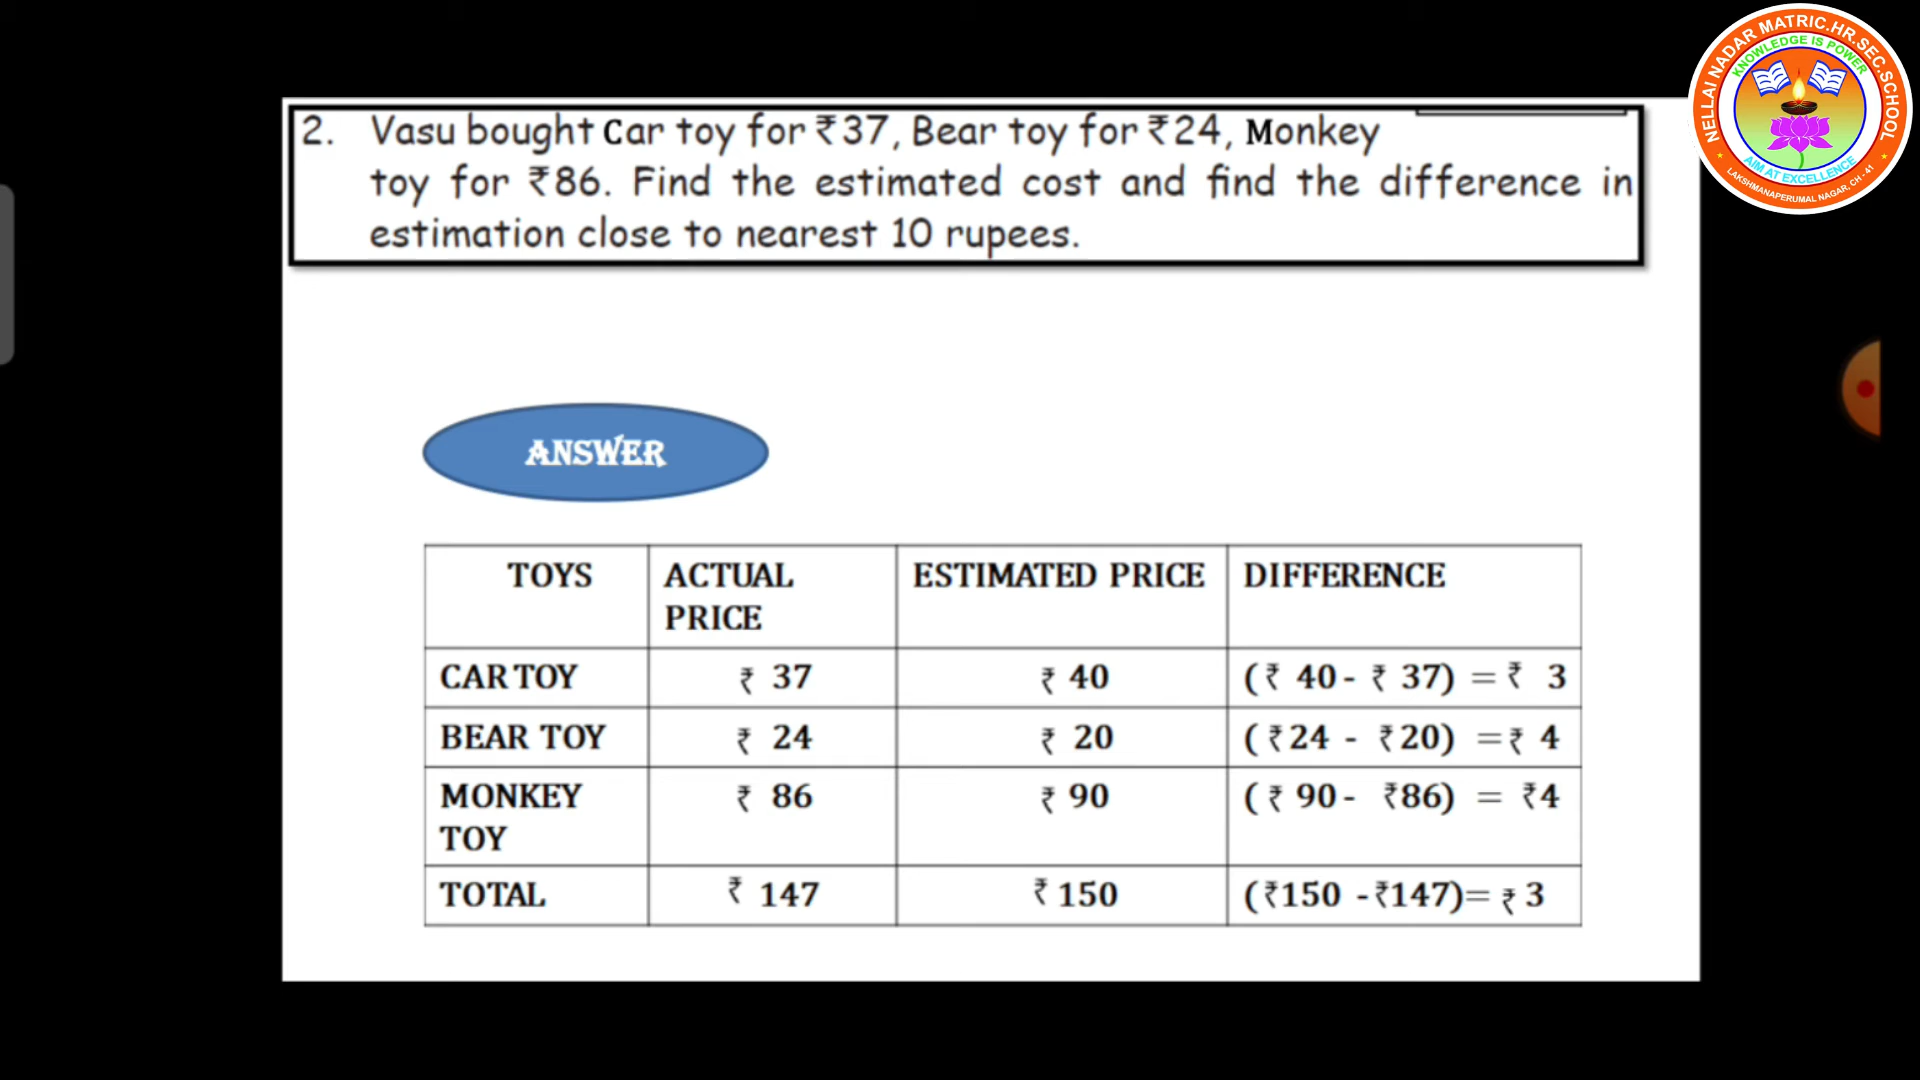 NELLAI NADAR MATRIC.HR.SEC.SCHOOL
KNOWLEDGE IS POWER
AIM AT EXCELLENCE
LAKSHMANAPERUMAL NAGAR, CH - 41
2. Vasu bought Car toy for ₹37, Bear toy for ₹24, Monkey
toy for ₹86. Find the estimated cost and find the difference in
estimation close to nearest 10 rupees.
ANSWER
TOYS ACTUAL PRICE ESTIMATED PRICE DIFFERENCE
CAR TOY ₹ 37 ₹ 40 (₹ 40 - ₹ 37) = ₹ 3
BEAR TOY ₹ 24 ₹ 20 (₹24 - ₹20) =₹ 4
MONKEY TOY ₹ 86 ₹ 90 (₹ 90 - ₹86) = ₹4
TOTAL ₹ 147 ₹ 150 (₹150 -₹147)= ₹ 3